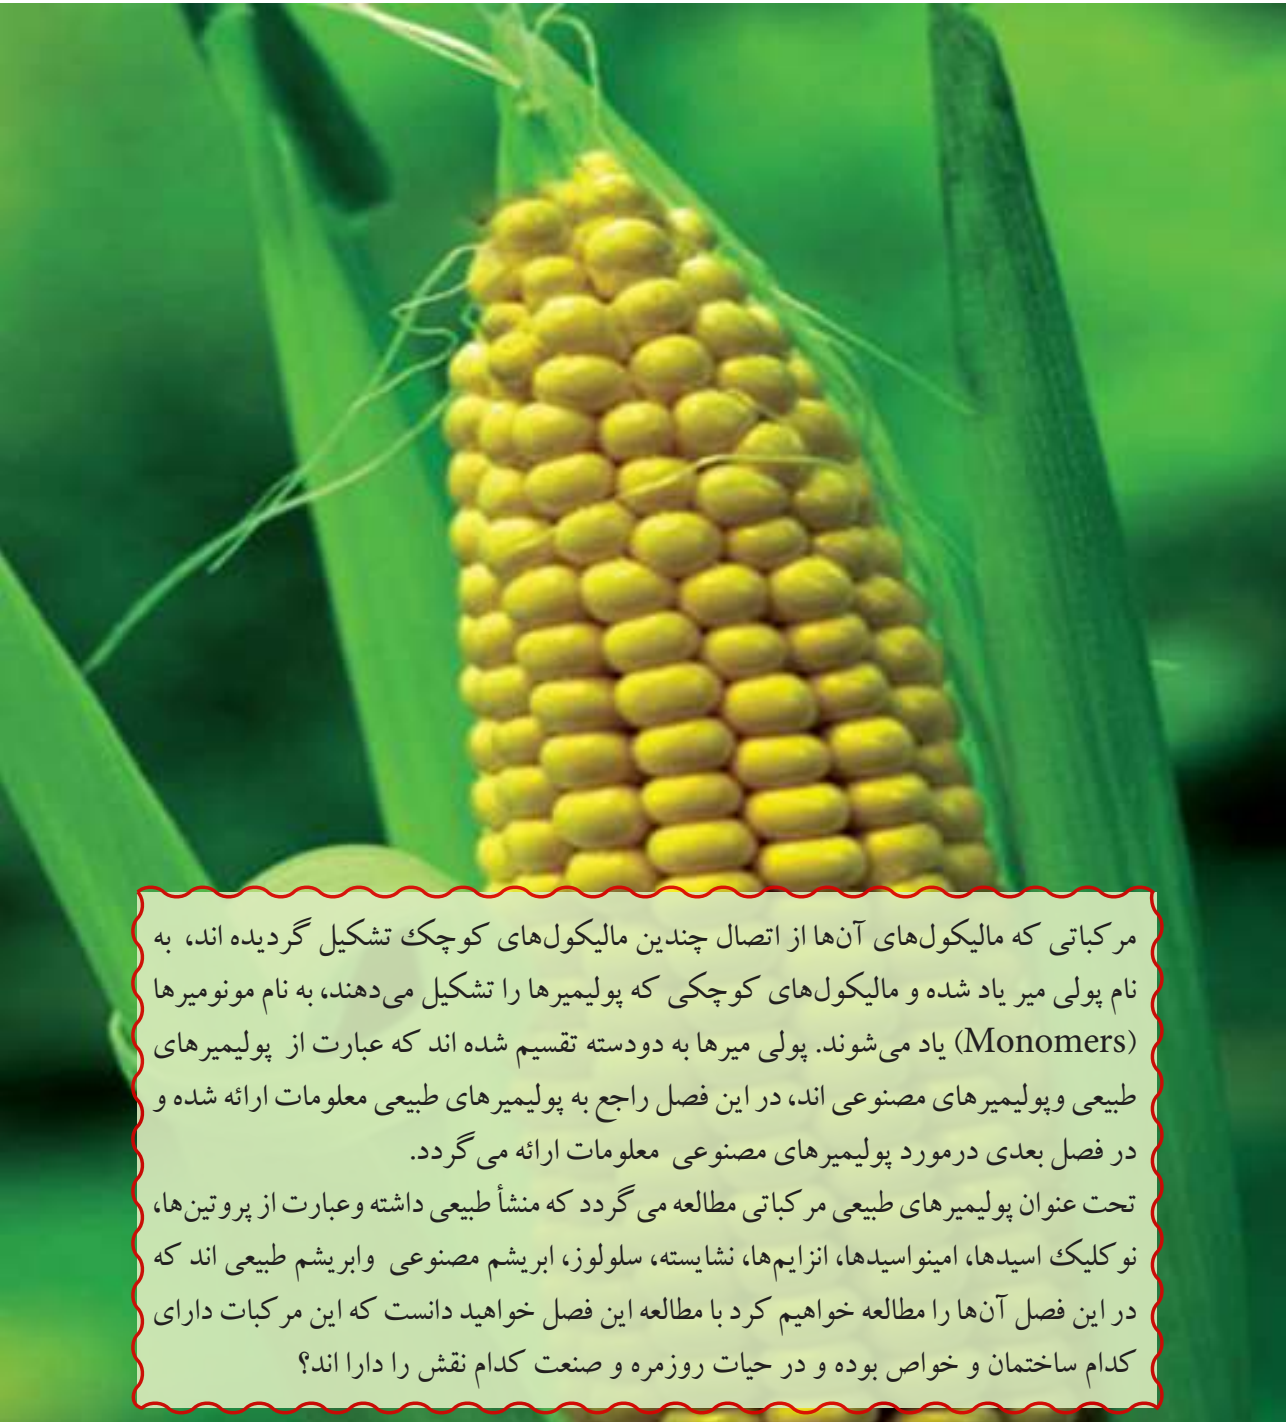 مرکباتی که مالیکول‌های آن‌ها از اتصال چندین مالیکول‌های کوچک تشکیل گردیده اند، به
نام پولی میر یاد شده و مالیکول‌های کوچکی که پولیمیرها را تشکیل می‌دهند، به نام مونومیرها
(Monomers) یاد می‌شوند. پولی میرها به دودسته تقسیم شده اند که عبارت از پولیمیرهای
طبیعی وپولیمیرهای مصنوعی اند، در این فصل راجع به پولیمیرهای طبیعی معلومات ارائه شده و
در فصل بعدی درمورد پولیمیرهای مصنوعی معلومات ارائه می گردد.
تحت عنوان پولیمیرهای طبیعی مرکباتی مطالعه می گردد که منشأ طبیعی داشته وعبارت از پروتین‌ها،
نوکلیک اسیدها، امینواسیدها، انزایم‌ها، نشایسته، سلولوز، ابریشم مصنوعی وابریشم طبیعی اند که
در این فصل آن‌ها را مطالعه خواهیم کرد با مطالعه این فصل خواهید دانست که این مرکبات دارای
کدام ساختمان و خواص بوده و در حیات روزمره و صنعت کدام نقش را دارا اند؟